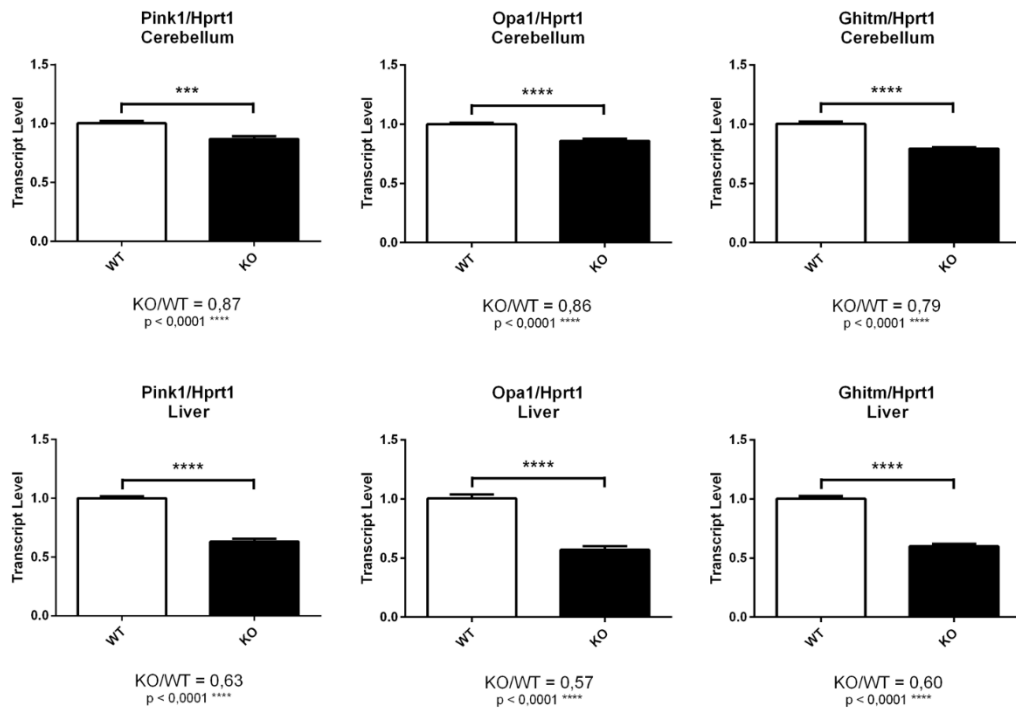 Pink1/Hprt1
Cerebellum
1.5
1.0
0.5
0.0
Transcript Level
***
WT
KO
KO/WT = 0,87
p < 0,0001 ****
Opa1/Hprt1
Cerebellum
1.5
1.0
0.5
0.0
Transcript Level
****
WT
KO
KO/WT = 0,86
p < 0,0001 ****
Ghitm/Hprt1
Cerebellum
1.5
1.0
0.5
0.0
Transcript Level
****
WT
KO
KO/WT = 0,79
p < 0,0001 ****
Pink1/Hprt1
Liver
1.5
1.0
0.5
0.0
Transcript Level
****
WT
KO
KO/WT = 0,63
p < 0,0001 ****
Opa1/Hprt1
Liver
1.5
1.0
0.5
0.0
Transcript Level
****
WT
KO
KO/WT = 0,57
p < 0,0001 ****
Ghitm/Hprt1
Liver
1.5
1.0
0.5
0.0
Transcript Level
****
WT
KO
KO/WT = 0,60
p < 0,0001 ****